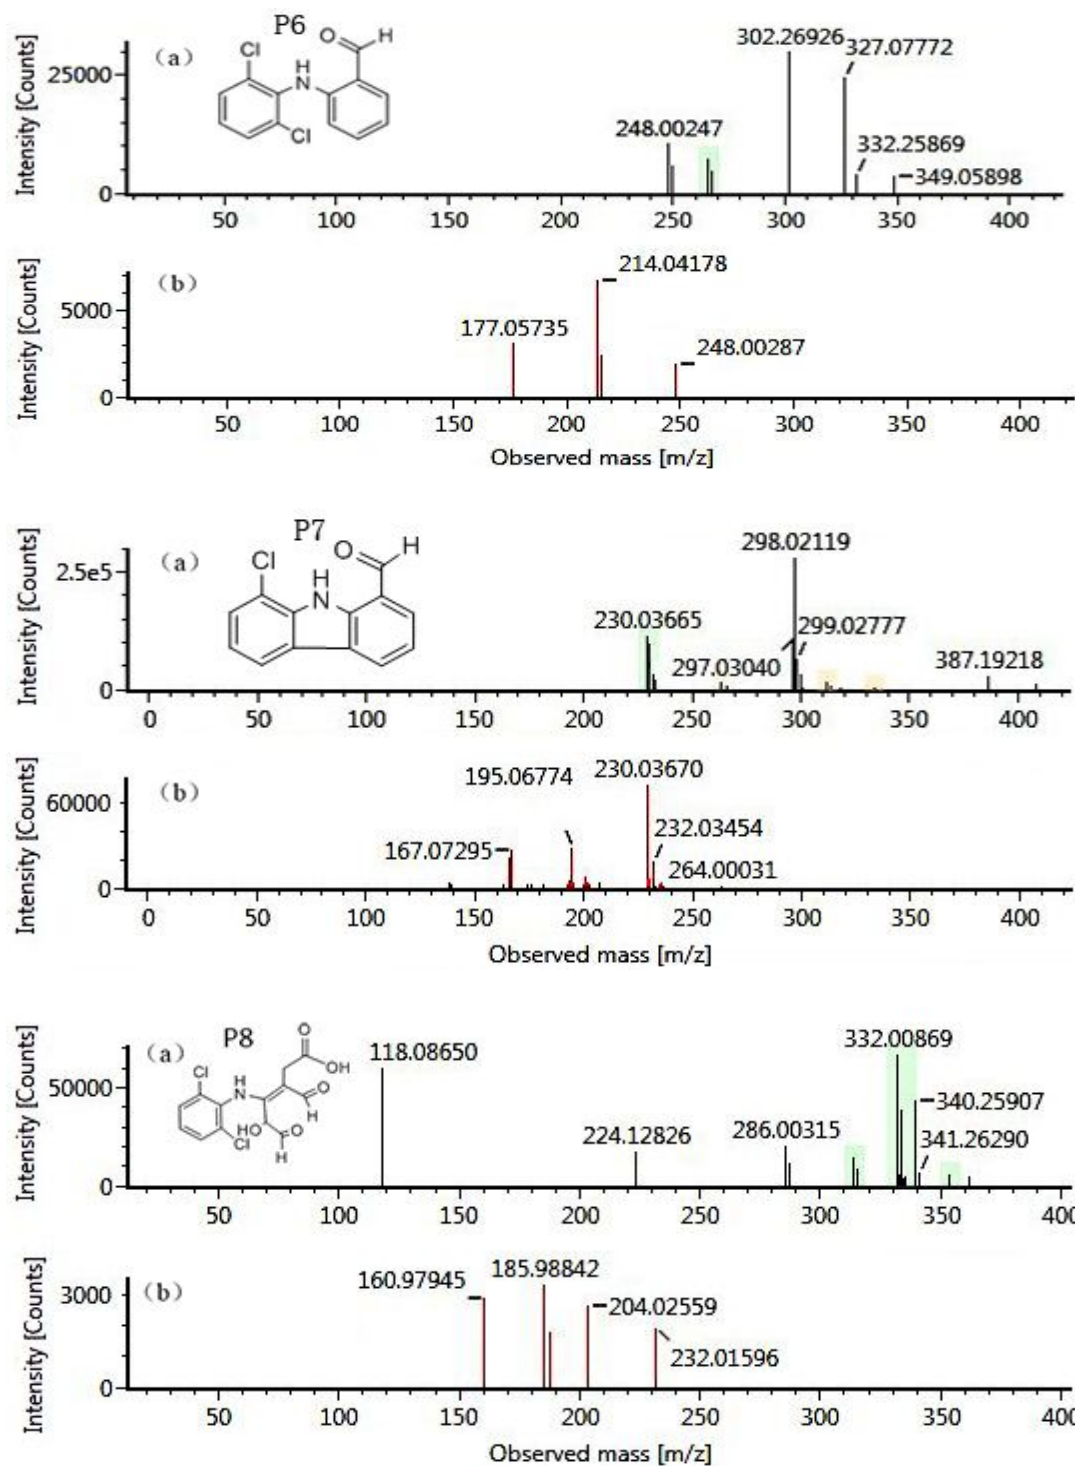 P6
(a)
Cl
H
N
O
H
Cl
Intensity [Counts]
25000
0
248.00247
302.26926
327.07772
332.25869
349.05898
50 100 150 200 250 300 350 400
(b)
Intensity [Counts]
5000
0
177.05735
214.04178
248.00287
50 100 150 200 250 300 350 400
Observed mass [m/z]
P7
(a)
Cl
H
N
O
H
Intensity [Counts]
2.5e5
0
230.03665
298.02119
299.02777
297.03040
387.19218
0 50 100 150 200 250 300 350 400
(b)
Intensity [Counts]
60000
0
167.07295
195.06774
230.03670
232.03454
264.00031
0 50 100 150 200 250 300 350 400
Observed mass [m/z]
P8
(a)
Cl
H
N
O
OH
O
H
Cl
HO
O
H
Intensity [Counts]
50000
0
118.08650
224.12826
286.00315
332.00869
340.25907
341.26290
50 100 150 200 250 300 350 400
(b)
Intensity [Counts]
3000
0
160.97945
185.98842
204.02559
232.01596
50 100 150 200 250 300 350 400
Observed mass [m/z]